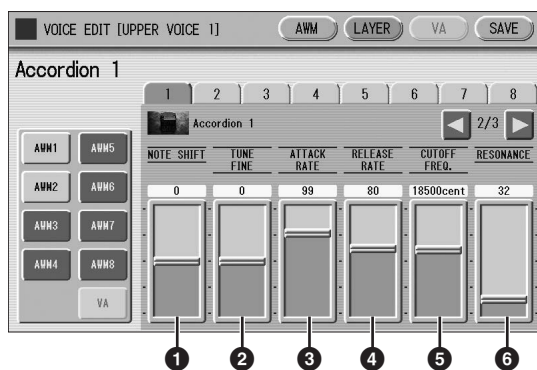 VOICE EDIT [UPPER VOICE 1]
AWM
LAYER
VA
SAVE
Accordion 1
1 2 3 4 5 6 7 8
Accordion 1
2/3
AWM1 AWM5
AWM2 AWM6
AWM3 AWM7
AWM4 AWM8
VA
NOTE SHIFT
TUNE FINE
ATTACK RATE
RELEASE RATE
CUTOFF FREQ.
RESONANCE
0 0 99 80 18500cent 32
1 2 3 4 5 6